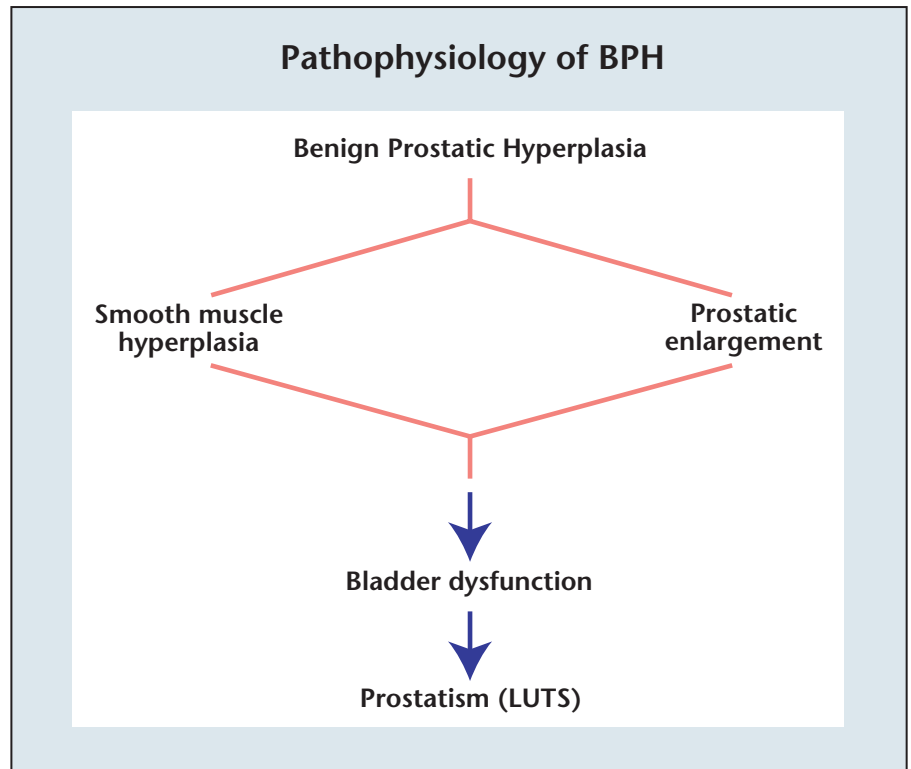 Pathophysiology of BPH
Benign Prostatic Hyperplasia
Smooth muscle
hyperplasia
Prostatic
enlargement
Bladder dysfunction
Prostatism (LUTS)